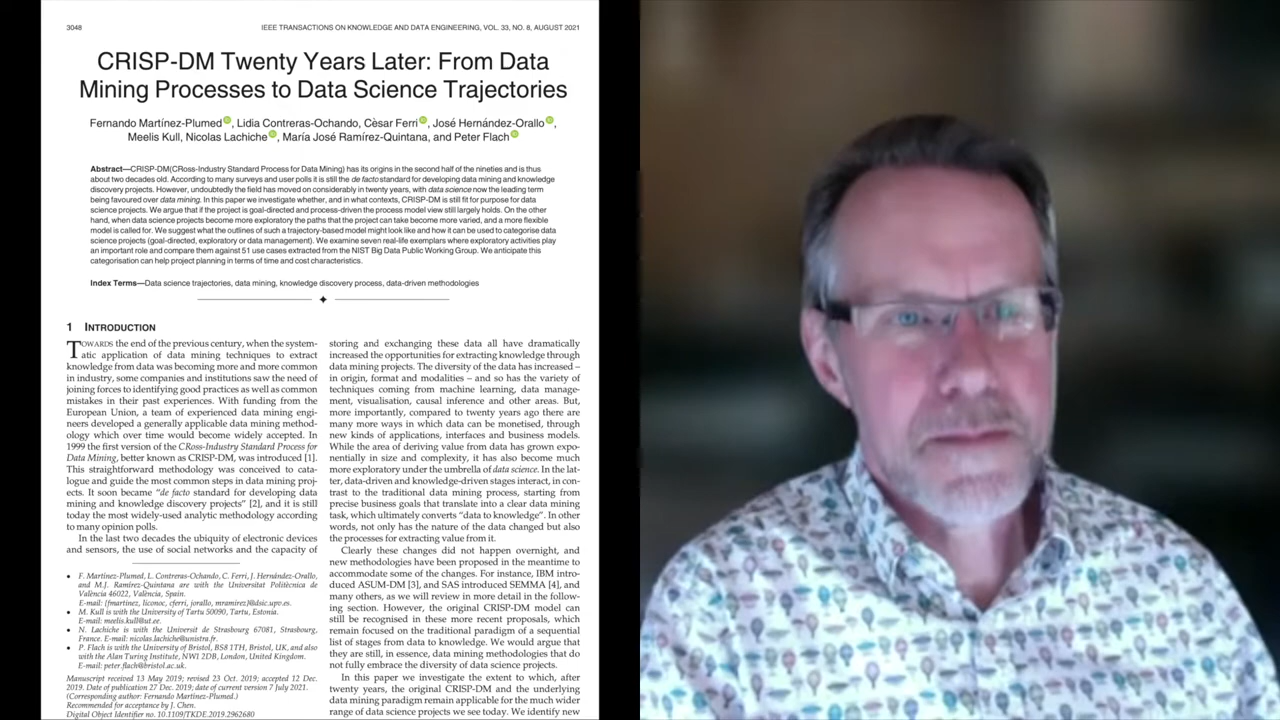 3048
IEEE TRANSACTIONS ON KNOWLEDGE AND DATA ENGINEERING, VOL. 33, NO. 8, AUGUST 2021
CRISP-DM Twenty Years Later: From Data
Mining Processes to Data Science Trajectories
Fernando Martínez-Plumed, Lidia Contreras-Ochando, Cèsar Ferri, José Hernández-Orallo,
Meelis Kull, Nicolas Lachiche, María José Ramírez-Quintana, and Peter Flach
Abstract—CRISP-DM(CRoss-Industry Standard Process for Data Mining) has its origins in the second half of the nineties and is thus
about two decades old. According to many surveys and user polls it is still the de facto standard for developing data mining and knowledge
discovery projects. However, undoubtedly the field has moved on considerably in twenty years, with data science now the leading term
being favoured over data mining. In this paper we investigate whether, and in what contexts, CRISP-DM is still fit for purpose for data
science projects. We argue that if the project is goal-directed and process-driven the process model view still largely holds. On the other
hand, when data science projects become more exploratory the paths that the project can take become more varied, and a more flexible
model is called for. We suggest what the outlines of such a trajectory-based model might look like and how it can be used to categorise data
science projects (goal-directed, exploratory or data management). We examine seven real-life exemplars where exploratory activities play
an important role and compare them against 51 use cases extracted from the NIST Big Data Public Working Group. We anticipate this
categorisation can help project planning in terms of time and cost characteristics.
Index Terms—Data science trajectories, data mining, knowledge discovery process, data-driven methodologies
1 INTRODUCTION
TOWARDS the end of the previous century, when the system-
atic application of data mining techniques to extract
knowledge from data was becoming more and more common
in industry, some companies and institutions saw the need of
joining forces to identifying good practices as well as common
mistakes in their past experiences. With funding from the
European Union, a team of experienced data mining engi-
neers developed a generally applicable data mining method-
ology which over time would become widely accepted. In
1999 the first version of the CRoss-Industry Standard Process for
Data Mining, better known as CRISP-DM, was introduced [1].
This straightforward methodology was conceived to cata-
logue and guide the most common steps in data mining proj-
ects. It soon became “de facto standard for developing data
mining and knowledge discovery projects” [2], and it is still
today the most widely-used analytic methodology according
to many opinion polls.
In the last two decades the ubiquity of electronic devices
and sensors, the use of social networks and the capacity of
• F. Martínez-Plumed, L. Contreras-Ochando, C. Ferri, J. Hernández-Orallo,
and M.J. Ramírez-Quintana are with the Universitat Politècnica de
València 46022, València, Spain.
E-mail: {fmartinez, liconoc, cferri, jorallo, mramirez}@dsic.upv.es.
• M. Kull is with the University of Tartu 50090, Tartu, Estonia.
E-mail: meelis.kull@ut.ee.
• N. Lachiche is with the Universit de Strasbourg 67081, Strasbourg,
France. E-mail: nicolas.lachiche@unistra.fr.
• P. Flach is with the University of Bristol, BS8 1TH, Bristol, UK, and also
with the Alan Turing Institute, NW1 2DB, London, United Kingdom.
E-mail: peter.flach@bristol.ac.uk.
Manuscript received 13 May 2019; revised 23 Oct. 2019; accepted 12 Dec.
2019. Date of publication 27 Dec. 2019; date of current version 7 July 2021.
(Corresponding author: Fernando Martínez-Plumed.)
Recommended for acceptance by J. Chen.
Digital Object Identifier no. 10.1109/TKDE.2019.2962680
storing and exchanging these data all have dramatically
increased the opportunities for extracting knowledge through
data mining projects. The diversity of the data has increased –
in origin, format and modalities – and so has the variety of
techniques coming from machine learning, data manage-
ment, visualisation, causal inference and other areas. But,
more importantly, compared to twenty years ago there are
many more ways in which data can be monetised, through
new kinds of applications, interfaces and business models.
While the area of deriving value from data has grown expo-
nentially in size and complexity, it has also become much
more exploratory under the umbrella of data science. In the lat-
ter, data-driven and knowledge-driven stages interact, in con-
trast to the traditional data mining process, starting from
precise business goals that translate into a clear data mining
task, which ultimately converts “data to knowledge”. In other
words, not only has the nature of the data changed but also
the processes for extracting value from it.
Clearly these changes did not happen overnight, and
new methodologies have been proposed in the meantime to
accommodate some of the changes. For instance, IBM intro-
duced ASUM-DM [3], and SAS introduced SEMMA [4], and
many others, as we will review in more detail in the follow-
ing section. However, the original CRISP-DM model can
still be recognised in these more recent proposals, which
remain focused on the traditional paradigm of a sequential
list of stages from data to knowledge. We would argue that
they are still, in essence, data mining methodologies that do
not fully embrace the diversity of data science projects.
In this paper we investigate the extent to which, after
twenty years, the original CRISP-DM and the underlying
data mining paradigm remain applicable for the much wider
range of data science projects we see today. We identify new